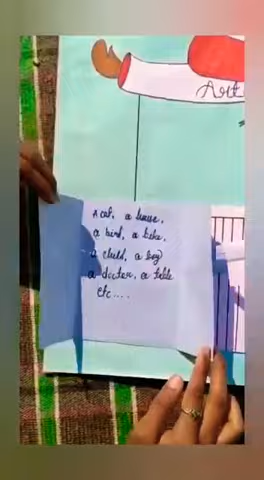 Art
A cat, a house,
a bird, a bike,
a child, a boy
a doctor, a table
etc....